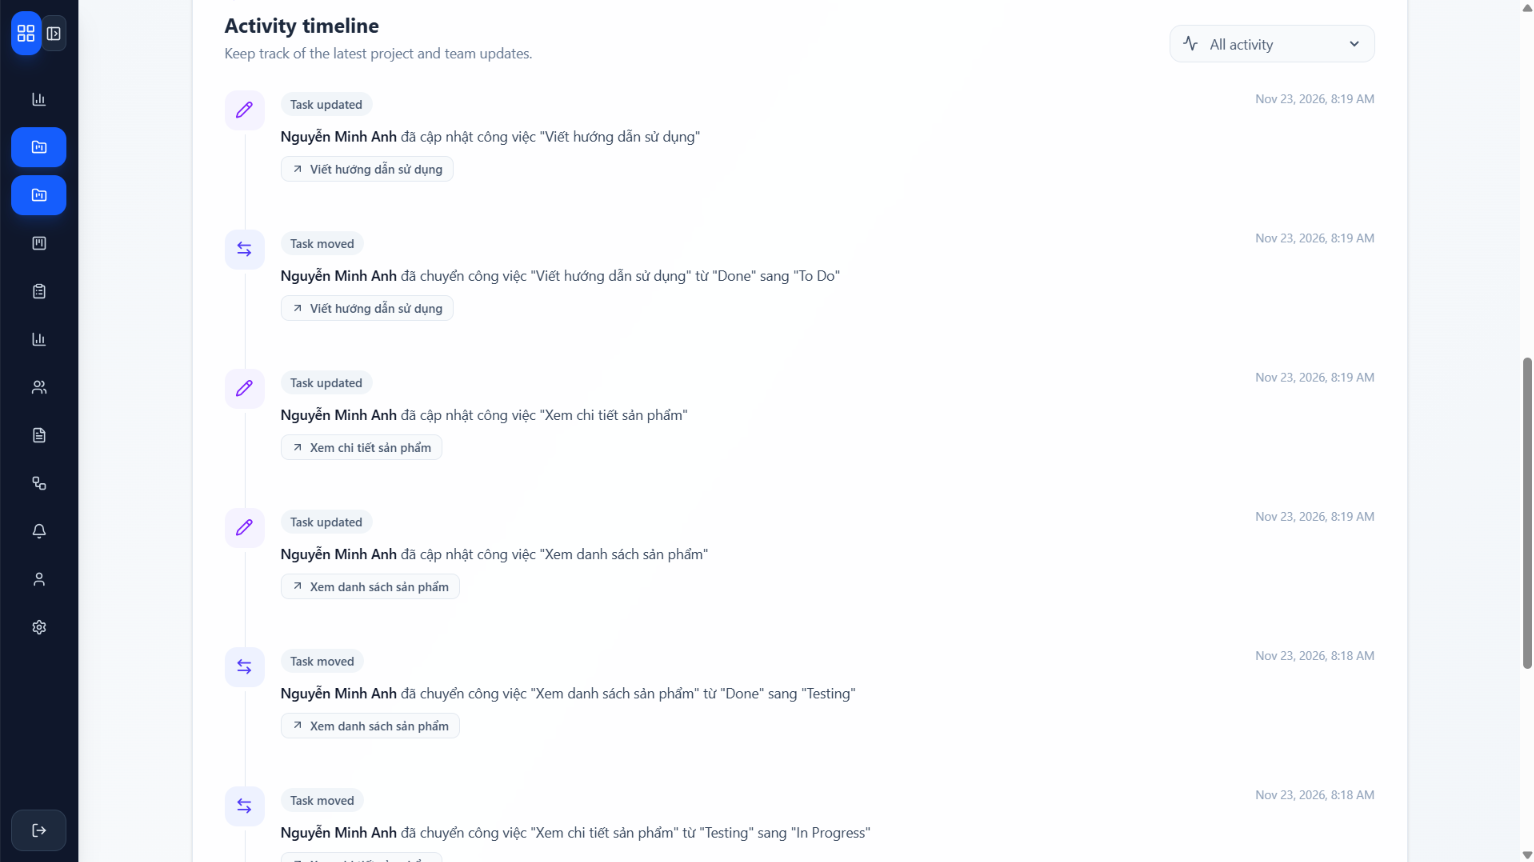 Activity timeline
Keep track of the latest project and team updates.
All activity
Task updated
Nov 23, 2026, 8:19 AM
Nguyễn Minh Anh đã cập nhật công việc "Viết hướng dẫn sử dụng"
Viết hướng dẫn sử dụng
Task moved
Nov 23, 2026, 8:19 AM
Nguyễn Minh Anh đã chuyển công việc "Viết hướng dẫn sử dụng" từ "Done" sang "To Do"
Viết hướng dẫn sử dụng
Task updated
Nov 23, 2026, 8:19 AM
Nguyễn Minh Anh đã cập nhật công việc "Xem chi tiết sản phẩm"
Xem chi tiết sản phẩm
Task updated
Nov 23, 2026, 8:19 AM
Nguyễn Minh Anh đã cập nhật công việc "Xem danh sách sản phẩm"
Xem danh sách sản phẩm
Task moved
Nov 23, 2026, 8:18 AM
Nguyễn Minh Anh đã chuyển công việc "Xem danh sách sản phẩm" từ "Done" sang "Testing"
Xem danh sách sản phẩm
Task moved
Nov 23, 2026, 8:18 AM
Nguyễn Minh Anh đã chuyển công việc "Xem chi tiết sản phẩm" từ "Testing" sang "In Progress"